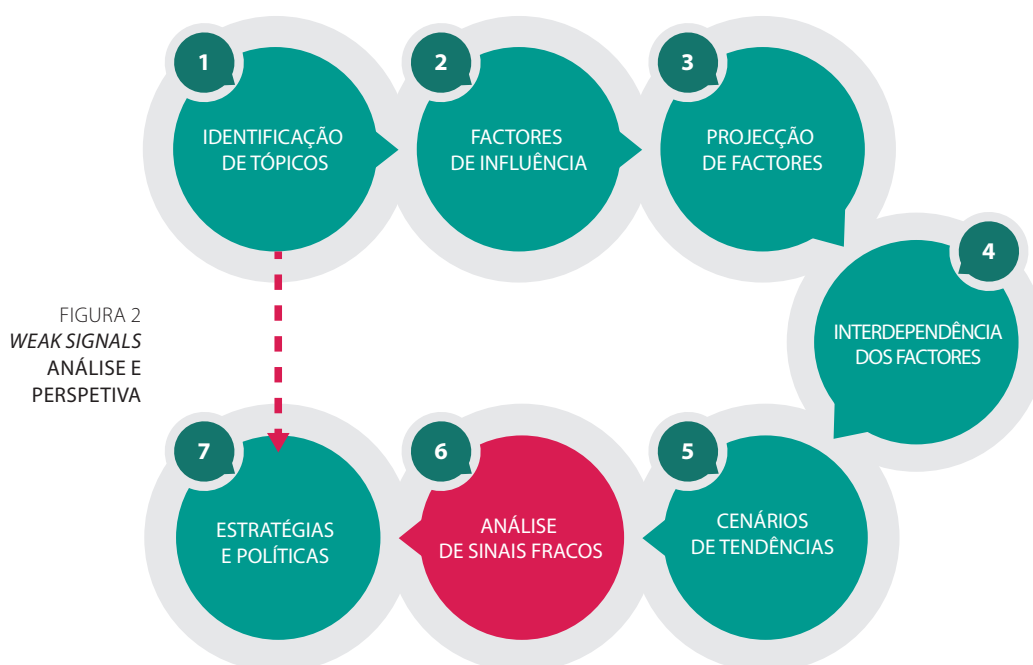 1
IDENTIFICAÇÃO
DE TÓPICOS
2
FACTORES
DE INFLUÊNCIA
3
PROJECÇÃO
DE FACTORES
4
INTERDEPENDÊNCIA
DOS FACTORES
FIGURA 2
WEAK SIGNALS
ANÁLISE E
PERSPETIVA
5
CENÁRIOS
DE TENDÊNCIAS
6
ANÁLISE
DE SINAIS FRACOS
7
ESTRATÉGIAS
E POLÍTICAS